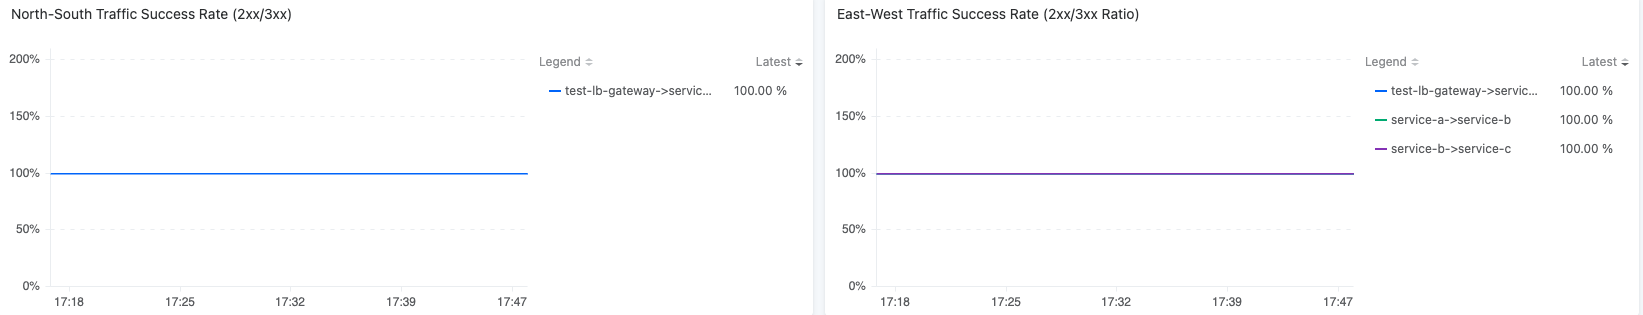 North-South Traffic Success Rate (2xx/3xx)
200%
150%
100%
50%
0%
17:18 17:25 17:32 17:39 17:47
Legend Latest
test-lb-gateway->servic... 100.00 %
East-West Traffic Success Rate (2xx/3xx Ratio)
200%
150%
100%
50%
0%
17:18 17:25 17:32 17:39 17:47
Legend Latest
test-lb-gateway->servic... 100.00 %
service-a->service-b 100.00 %
service-b->service-c 100.00 %